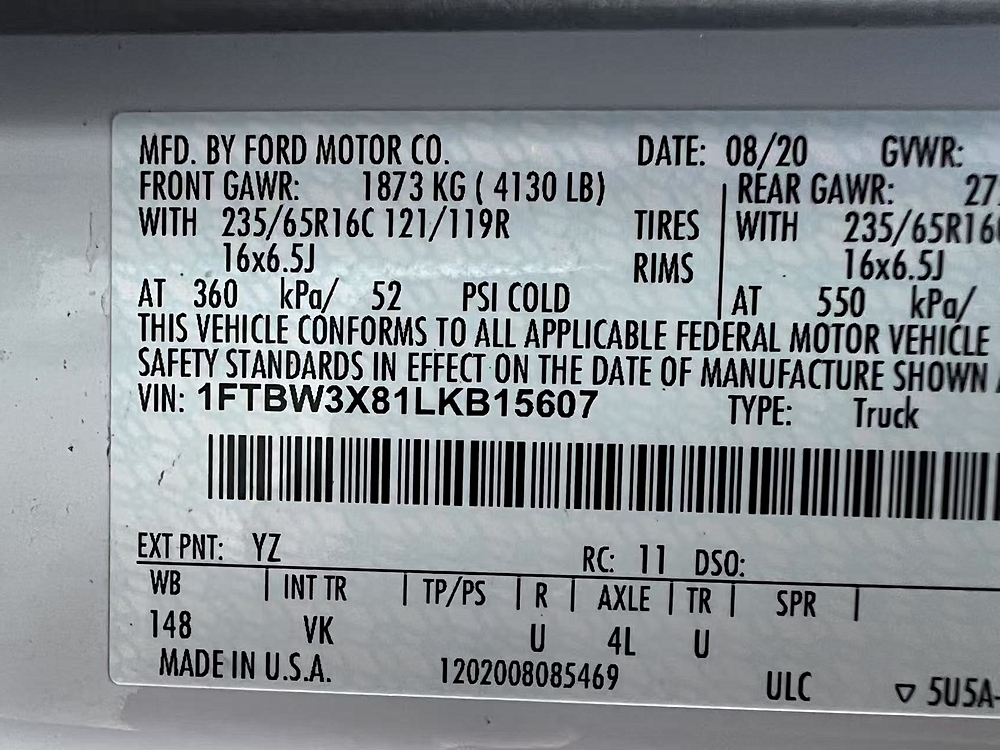 MFD. BY FORD MOTOR CO. DATE: 08/20 GVWR:
FRONT GAWR: 1873 KG ( 4130 LB) REAR GAWR:
WITH 235/65R16C 121/119R TIRES WITH 235/65R16
16x6.5J RIMS 16x6.5J
AT 360 kPa/ 52 PSI COLD AT 550 kPa/
THIS VEHICLE CONFORMS TO ALL APPLICABLE FEDERAL MOTOR VEHICLE
SAFETY STANDARDS IN EFFECT ON THE DATE OF MANUFACTURE SHOWN
VIN: 1FTBW3X81LKB15607 TYPE: Truck
EXT PNT: YZ RC: 11 DSO:
WB INT TR TP/PS R AXLE TR SPR
148 VK U 4L U
MADE IN U.S.A. 1202008085469 ULC ▽ 5U5A-